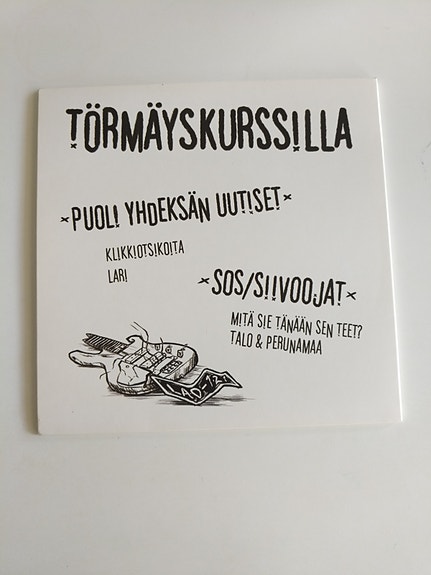 TÖRMÄYSKURSSILLA
PUOLI YHDEKSÄN UUTISET
KLIKKIOTSIKOITA
LARI
SOS/SIIVOOJAT
MITÄ SIE TÄNÄÄN SEN TEET?
TALO & PERUNAMAA